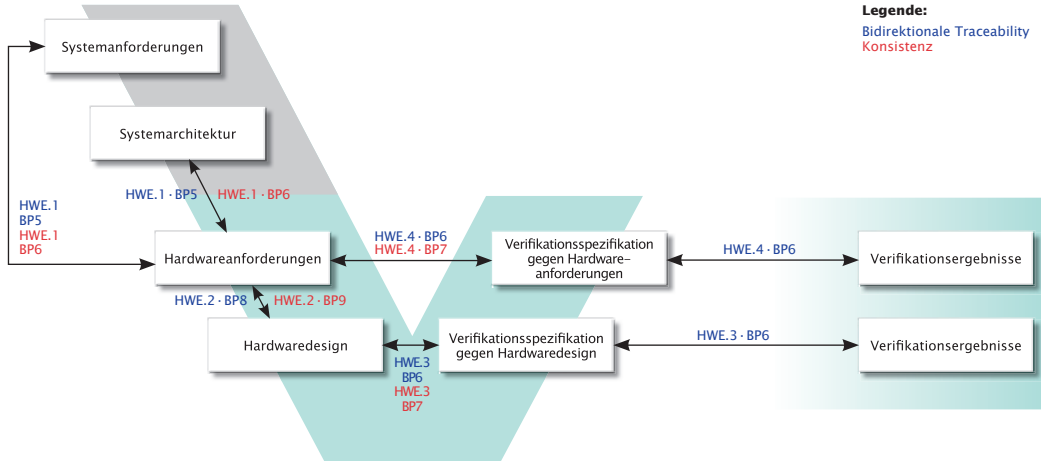 Legende:
Bidirektionale Traceability
Konsistenz
Systemanforderungen
Systemarchitektur
HWE.1 · BP5
HWE.1 · BP6
HWE.1
BP5
HWE.1
BP6
Hardwareanforderungen
HWE.4 · BP6
HWE.4 · BP7
Verifikationsspezifikation
gegen Hardware-
anforderungen
HWE.4 · BP6
Verifikationsergebnisse
HWE.2 · BP8
HWE.2 · BP9
Hardwaredesign
HWE.3
BP6
HWE.3
BP7
Verifikationsspezifikation
gegen Hardwaredesign
HWE.3 · BP6
Verifikationsergebnisse